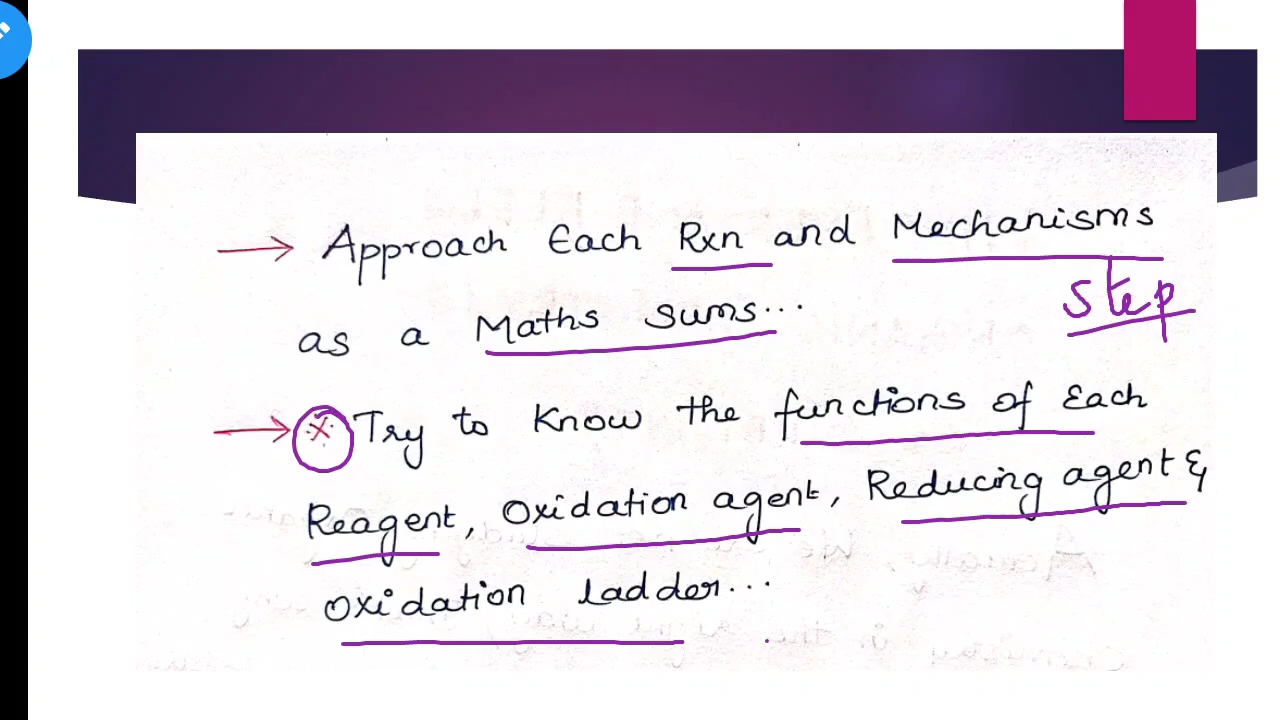 → Approach Each Rxn and Mechanisms
Step
as a Maths sums...
→ * Try to Know the functions of Each
Reagent, Oxidation agent, Reducing agent &
Oxidation ladder...